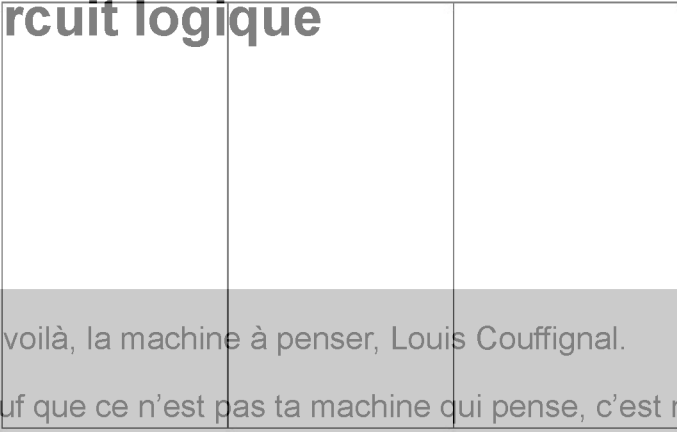 rcuit logique
voilà, la machine à penser, Louis Couffignal.
uf que ce n’est pas ta machine qui pense, c’est